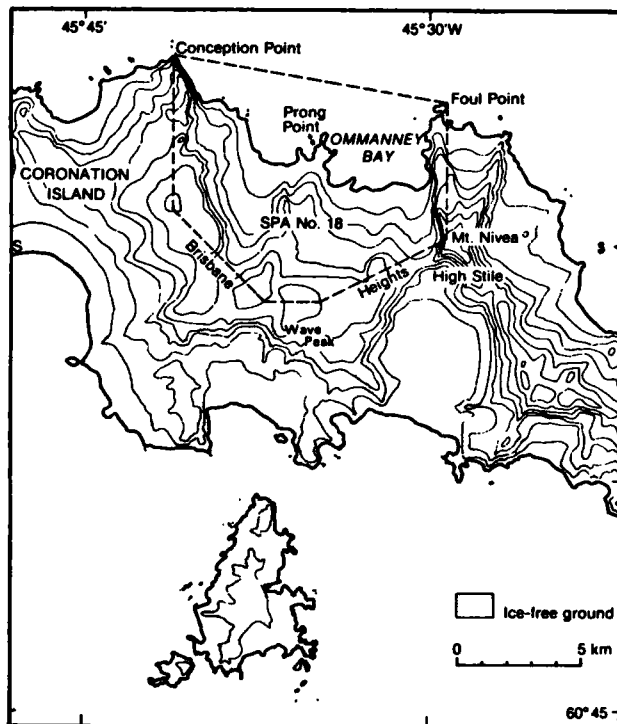 45°45'
45°30'W
Conception Point
Foul Point
Prong
Point
OMMANNEY
BAY
CORONATION
ISLAND
SPA No. 18
S
Mt. Nivea
S
Brisbane
Heights
High Stile
Wave
Peak
Ice-free ground
0 5 km
60°45